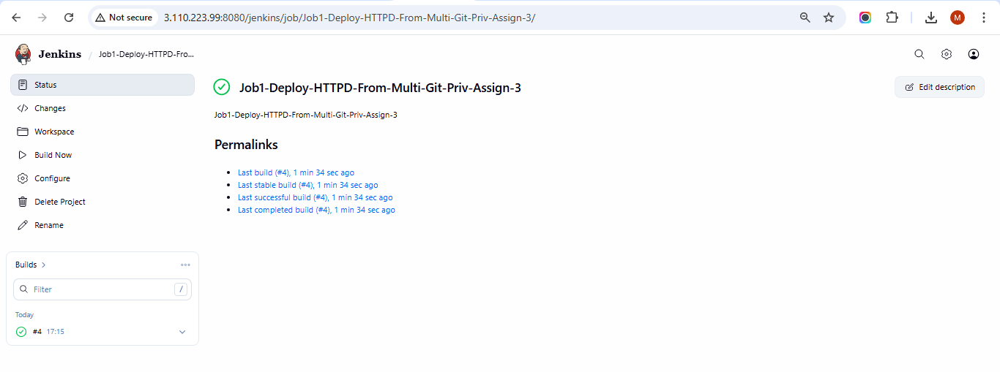 Not secure 3.110.223.99:8080/jenkins/job/Job1-Deploy-HTTPD-From-Multi-Git-Priv-Assign-3/
M
Jenkins / Job1-Deploy-HTTPD-Fro...
Status
Changes
Workspace
Build Now
Configure
Delete Project
Rename
Builds
Filter /
Today
#4 17:15
Job1-Deploy-HTTPD-From-Multi-Git-Priv-Assign-3
Edit description
Job1-Deploy-HTTPD-From-Multi-Git-Priv-Assign-3
Permalinks
Last build (#4), 1 min 34 sec ago
Last stable build (#4), 1 min 34 sec ago
Last successful build (#4), 1 min 34 sec ago
Last completed build (#4), 1 min 34 sec ago